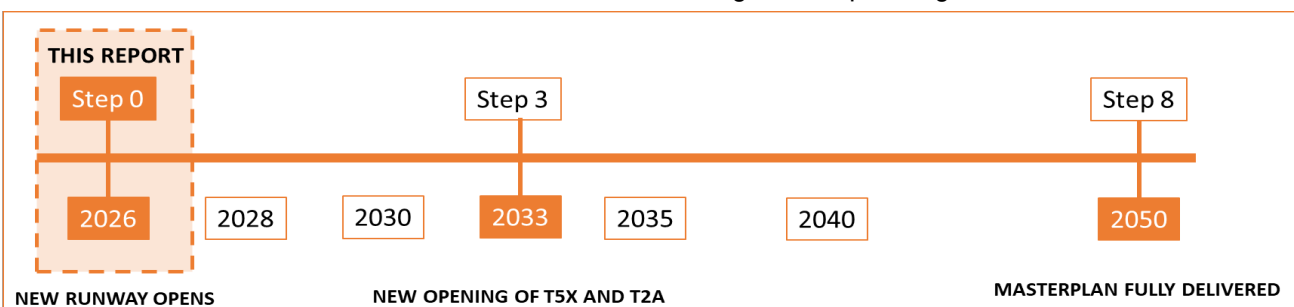 THIS REPORT
Step 0
Step 3
Step 8
2026
2028
2030
2033
2035
2040
2050
NEW RUNWAY OPENS
NEW OPENING OF T5X AND T2A
MASTERPLAN FULLY DELIVERED